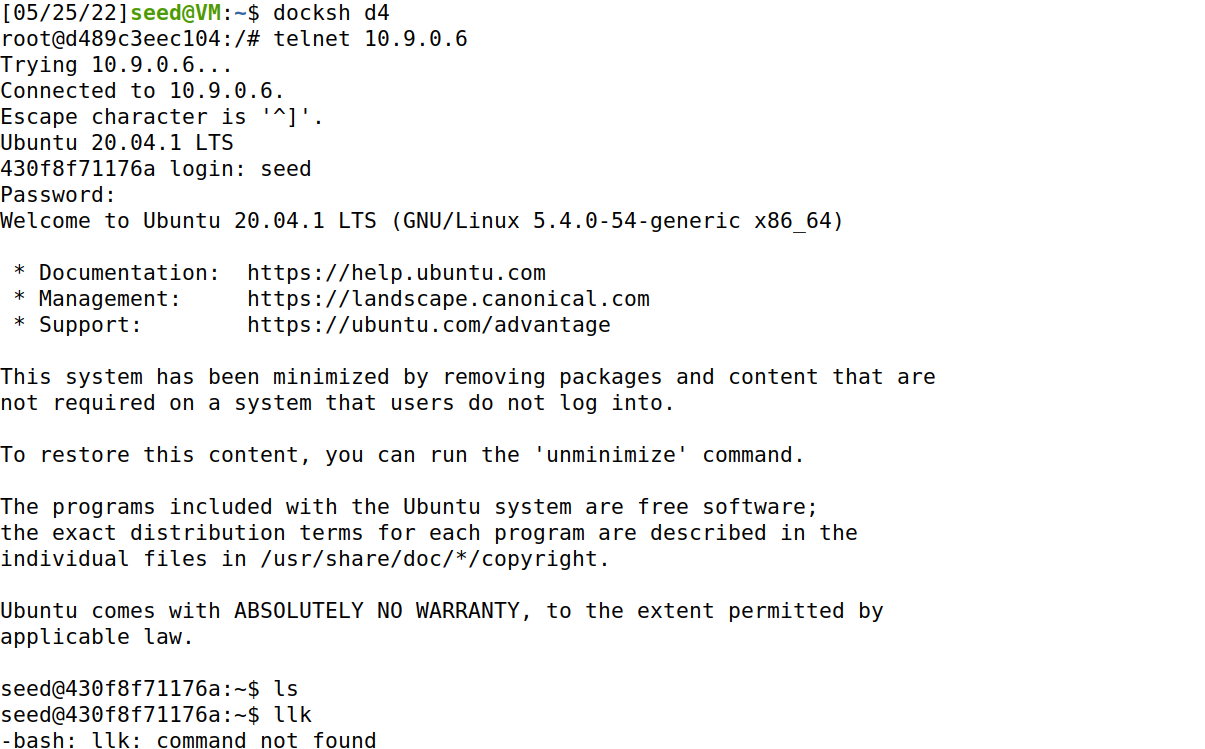 [05/25/22]seed@VM:~$ docksh d4
root@d489c3eec104:/# telnet 10.9.0.6
Trying 10.9.0.6...
Connected to 10.9.0.6.
Escape character is '^]'.
Ubuntu 20.04.1 LTS
430f8f71176a login: seed
Password:
Welcome to Ubuntu 20.04.1 LTS (GNU/Linux 5.4.0-54-generic x86_64)

 * Documentation:  https://help.ubuntu.com
 * Management:     https://landscape.canonical.com
 * Support:        https://ubuntu.com/advantage

This system has been minimized by removing packages and content that are
not required on a system that users do not log into.

To restore this content, you can run the 'unminimize' command.

The programs included with the Ubuntu system are free software;
the exact distribution terms for each program are described in the
individual files in /usr/share/doc/*/copyright.

Ubuntu comes with ABSOLUTELY NO WARRANTY, to the extent permitted by
applicable law.

seed@430f8f71176a:~$ ls
seed@430f8f71176a:~$ llk
-bash: llk: command not found